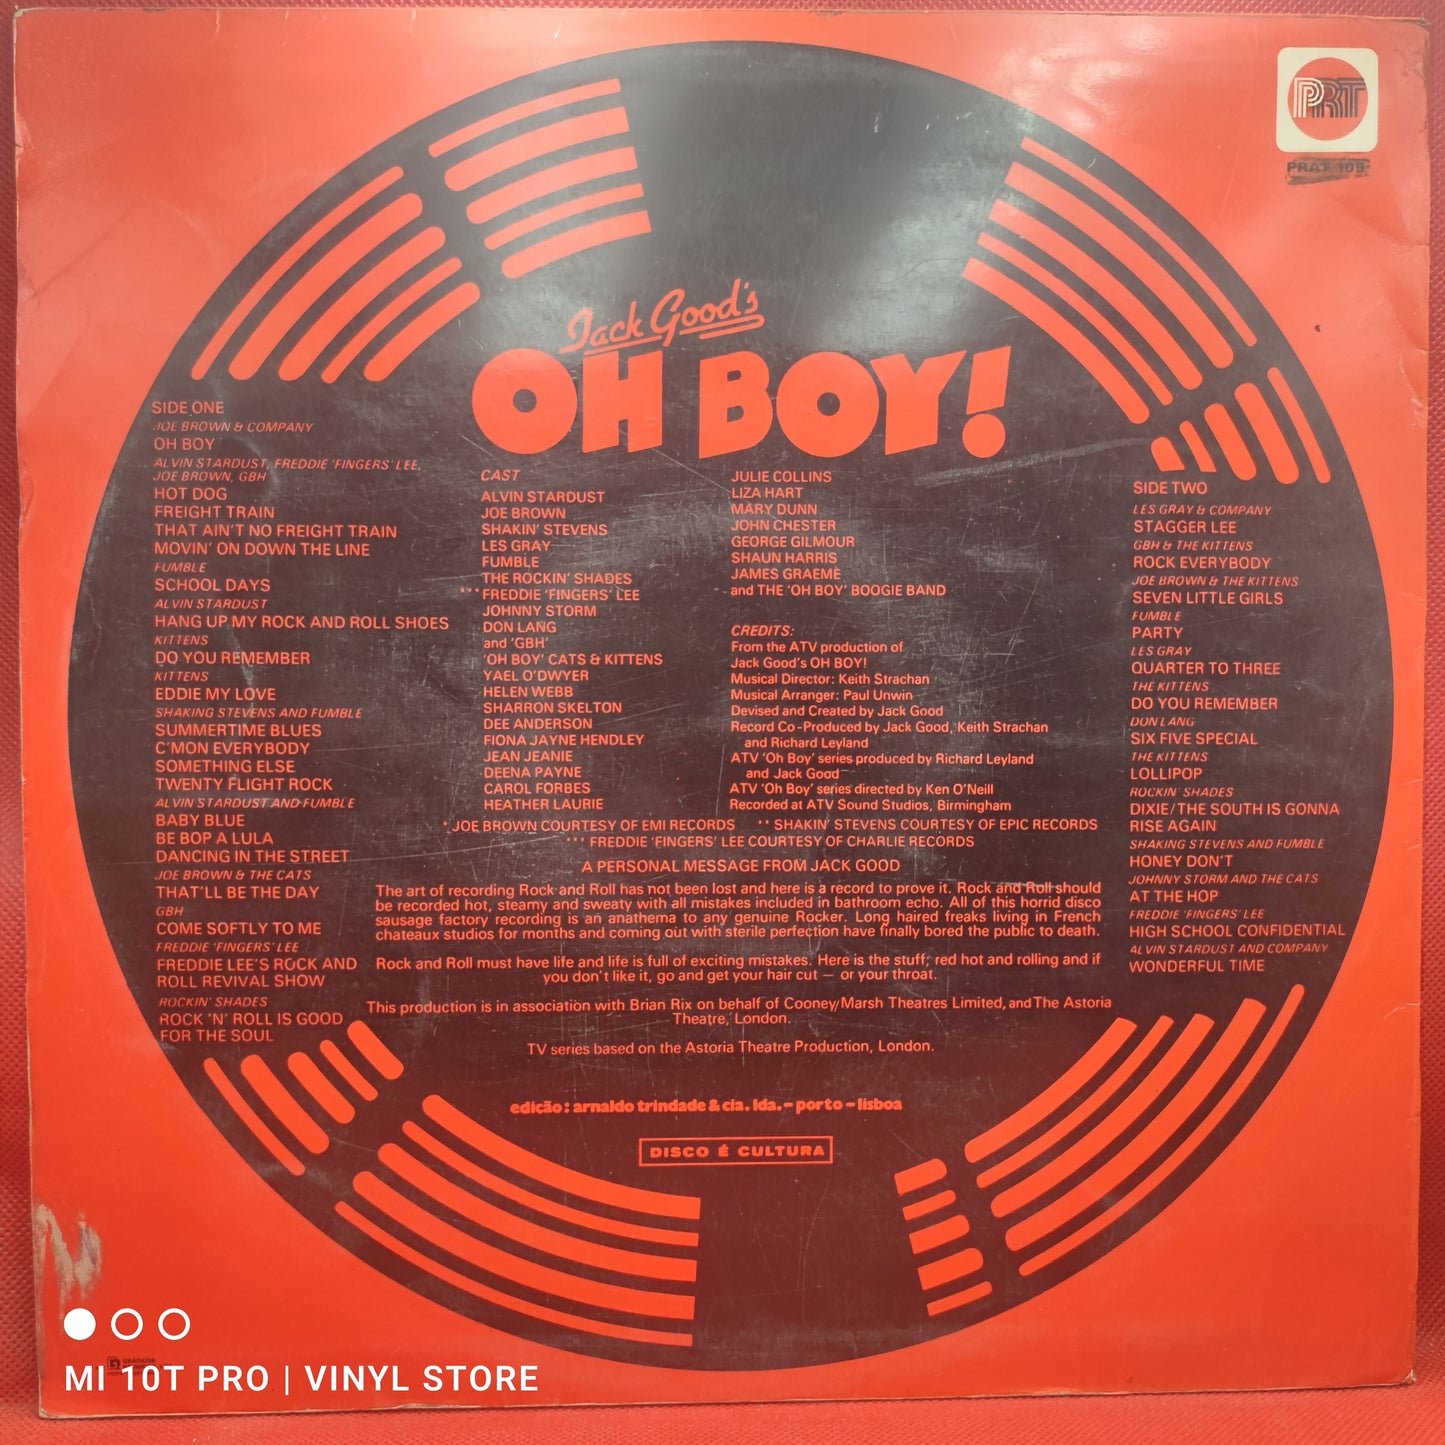 PRT
PRAT 109
Jack Good's
OH BOY!
SIDE ONE
JOE BROWN & COMPANY
OH BOY
ALVIN STARDUST, FREDDIE 'FINGERS' LEE,
JOE BROWN, GBH
HOT DOG
FREIGHT TRAIN
THAT AIN'T NO FREIGHT TRAIN
MOVIN' ON DOWN THE LINE
FUMBLE
SCHOOL DAYS
ALVIN STARDUST
HANG UP MY ROCK AND ROLL SHOES
KITTENS
DO YOU REMEMBER
KITTENS
EDDIE MY LOVE
SHAKING STEVENS AND FUMBLE
SUMMERTIME BLUES
C'MON EVERYBODY
SOMETHING ELSE
TWENTY FLIGHT ROCK
ALVIN STARDUST AND FUMBLE
BABY BLUE
BE BOP A LULA
DANCING IN THE STREET
JOE BROWN & THE CATS
THAT'LL BE THE DAY
GBH
COME SOFTLY TO ME
FREDDIE 'FINGERS' LEE
FREDDIE LEE'S ROCK AND
ROLL REVIVAL SHOW
ROCKIN' SHADES
ROCK 'N' ROLL IS GOOD
FOR THE SOUL
CAST
ALVIN STARDUST
JOE BROWN
SHAKIN' STEVENS
LES GRAY
FUMBLE
THE ROCKIN' SHADES
***FREDDIE 'FINGERS' LEE
JOHNNY STORM
DON LANG
and 'GBH'
'OH BOY' CATS & KITTENS
YAEL O'DWYER
HELEN WEBB
SHARRON SKELTON
DEE ANDERSON
FIONA JAYNE HENDLEY
JEAN JEANIE
DEENA PAYNE
CAROL FORBES
HEATHER LAURIE
JULIE COLLINS
LIZA HART
MARY DUNN
JOHN CHESTER
GEORGE GILMOUR
SHAUN HARRIS
JAMES GRAEME
and THE 'OH BOY' BOOGIE BAND
CREDITS:
From the ATV production of
Jack Good's OH BOY!
Musical Director: Keith Strachan
Musical Arranger: Paul Unwin
Devised and Created by Jack Good
Record Co-Produced by Jack Good, Keith Strachan
and Richard Leyland
ATV 'Oh Boy' series produced by Richard Leyland
and Jack Good
ATV 'Oh Boy' series directed by Ken O'Neill
Recorded at ATV Sound Studios, Birmingham
* JOE BROWN COURTESY OF EMI RECORDS ** SHAKIN' STEVENS COURTESY OF EPIC RECORDS
*** FREDDIE 'FINGERS' LEE COURTESY OF CHARLIE RECORDS
A PERSONAL MESSAGE FROM JACK GOOD
The art of recording Rock and Roll has not been lost and here is a record to prove it. Rock and Roll should
be recorded hot, steamy and sweaty with all mistakes included in bathroom echo. All of this horrid disco
sausage factory recording is an anathema to any genuine Rocker. Long haired freaks living in French
chateaux studios for months and coming out with sterile perfection have finally bored the public to death.
Rock and Roll must have life and life is full of exciting mistakes. Here is the stuff; red hot and rolling and if
you don't like it, go and get your hair cut — or your throat.
This production is in association with Brian Rix on behalf of Cooney/Marsh Theatres Limited, and The Astoria
Theatre, London.
TV series based on the Astoria Theatre Production, London.
SIDE TWO
LES GRAY & COMPANY
STAGGER LEE
GBH & THE KITTENS
ROCK EVERYBODY
JOE BROWN & THE KITTENS
SEVEN LITTLE GIRLS
FUMBLE
PARTY
LES GRAY
QUARTER TO THREE
THE KITTENS
DO YOU REMEMBER
DON LANG
SIX FIVE SPECIAL
THE KITTENS
LOLLIPOP
ROCKIN' SHADES
DIXIE/THE SOUTH IS GONNA
RISE AGAIN
SHAKING STEVENS AND FUMBLE
HONEY DON'T
JOHNNY STORM AND THE CATS
AT THE HOP
FREDDIE 'FINGERS' LEE
HIGH SCHOOL CONFIDENTIAL
ALVIN STARDUST AND COMPANY
WONDERFUL TIME
edição: arnaldo trindade & cia. lda. - porto - lisboa
DISCO É CULTURA
MI 10T PRO | VINYL STORE